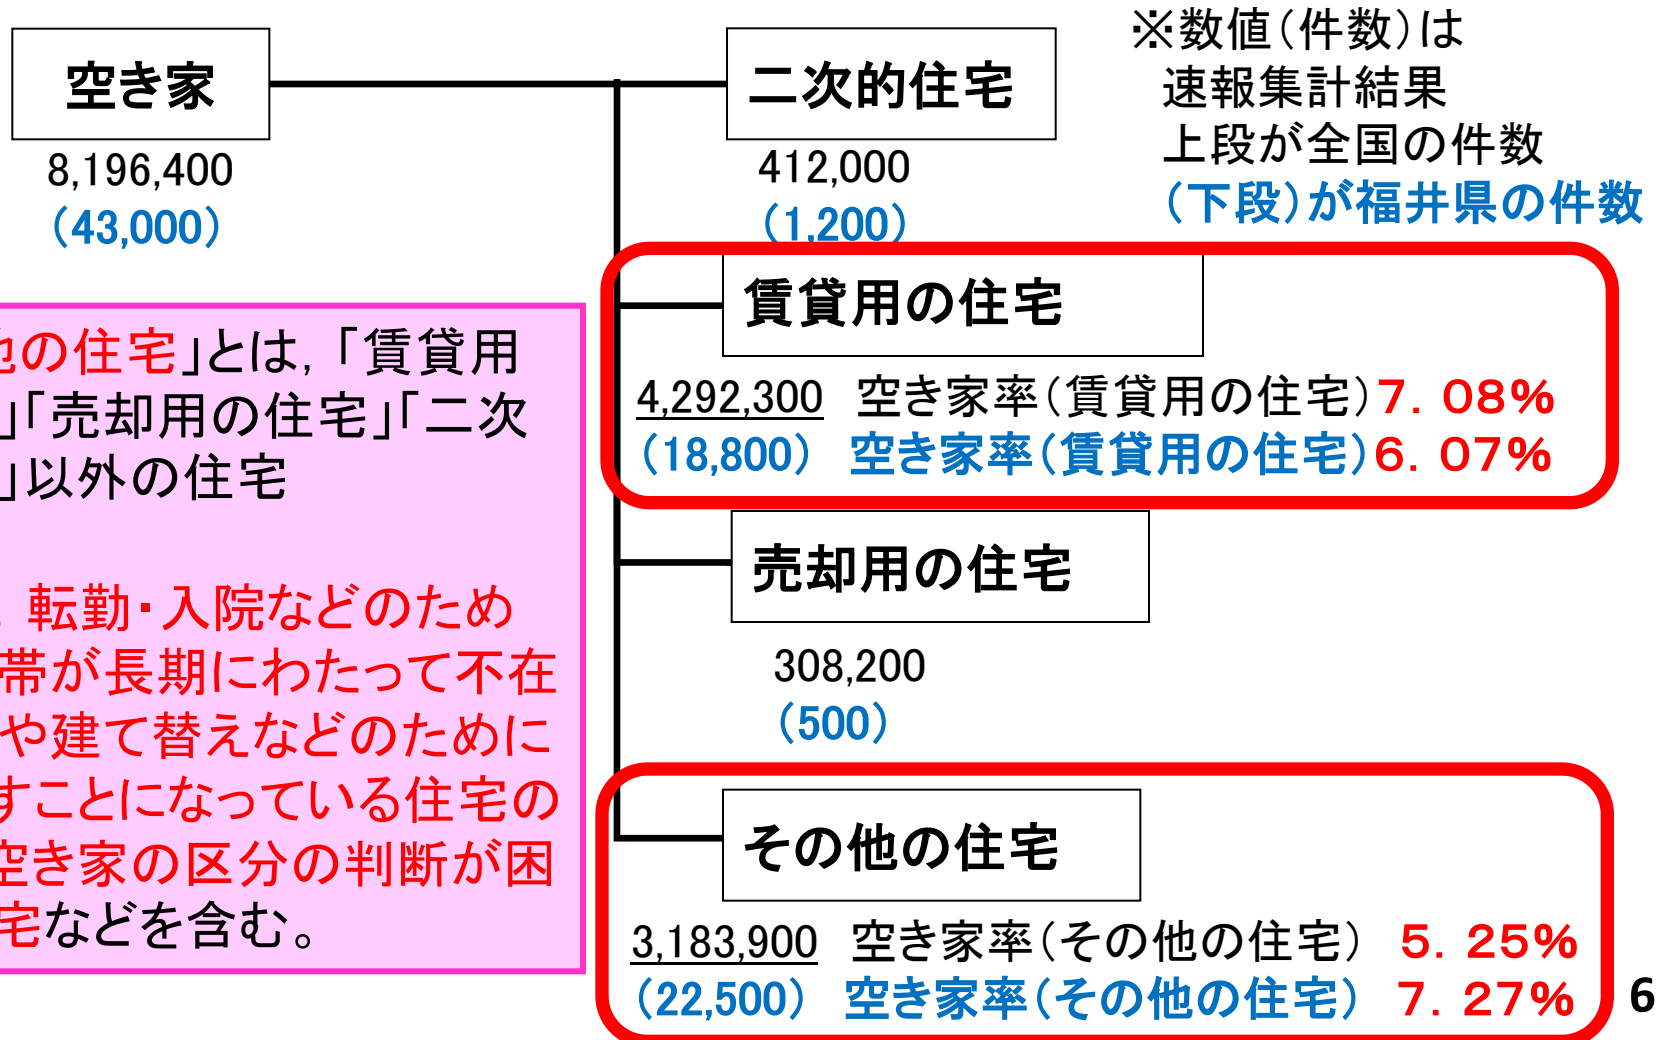 空き家
8,196,400
(43,000)
二次的住宅
412,000
(1,200)
※数値(件数)は
速報集計結果
上段が全国の件数
(下段)が福井県の件数
賃貸用の住宅
4,292,300 空き家率(賃貸用の住宅)7.08%
(18,800) 空き家率(賃貸用の住宅)6.07%
売却用の住宅
308,200
(500)
その他の住宅
3,183,900 空き家率(その他の住宅) 5.25%
(22,500) 空き家率(その他の住宅) 7.27%
他の住宅」とは,「賃貸用
」「売却用の住宅」「二次
」以外の住宅
転勤・入院などのため
帯が長期にわたって不在
や建て替えなどのために
すことになっている住宅の
空き家の区分の判断が困
宅などを含む。
6